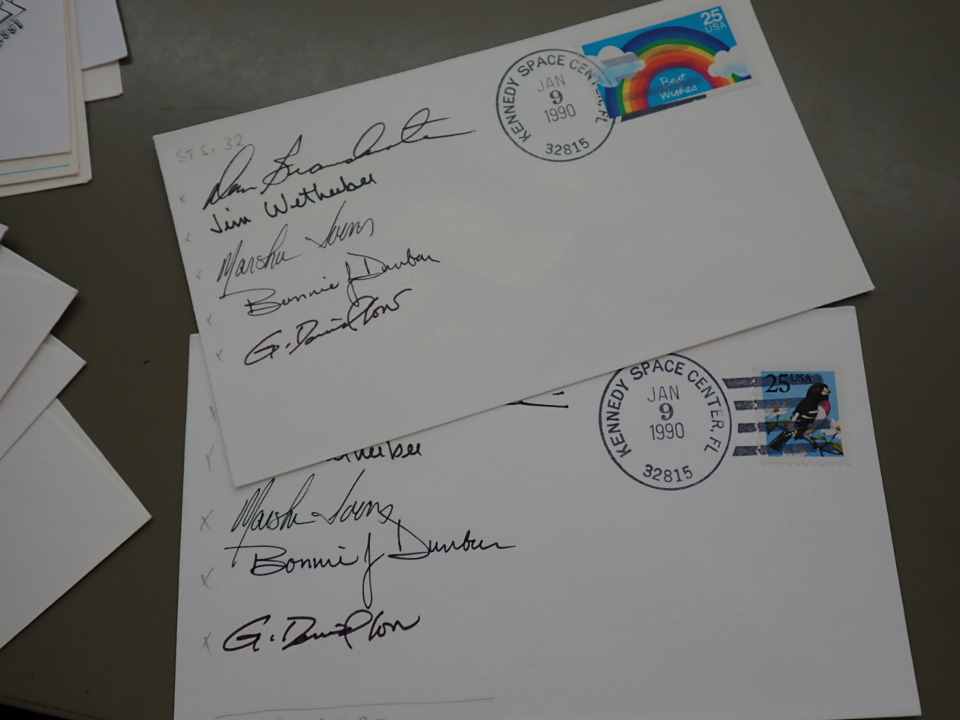 STS-32
Dan Brandenstein
Jim Wetherbee
Marsha Ivins
Bonnie J Dunbar
G. David Low
KENNEDY SPACE CENTER, FL
JAN
9
1990
32815
25
USA
Best
Wishes
Marsha Ivins
Bonnie J Dunbar
G. David Low
KENNEDY SPACE CENTER, FL
JAN
9
1990
32815
25 USA